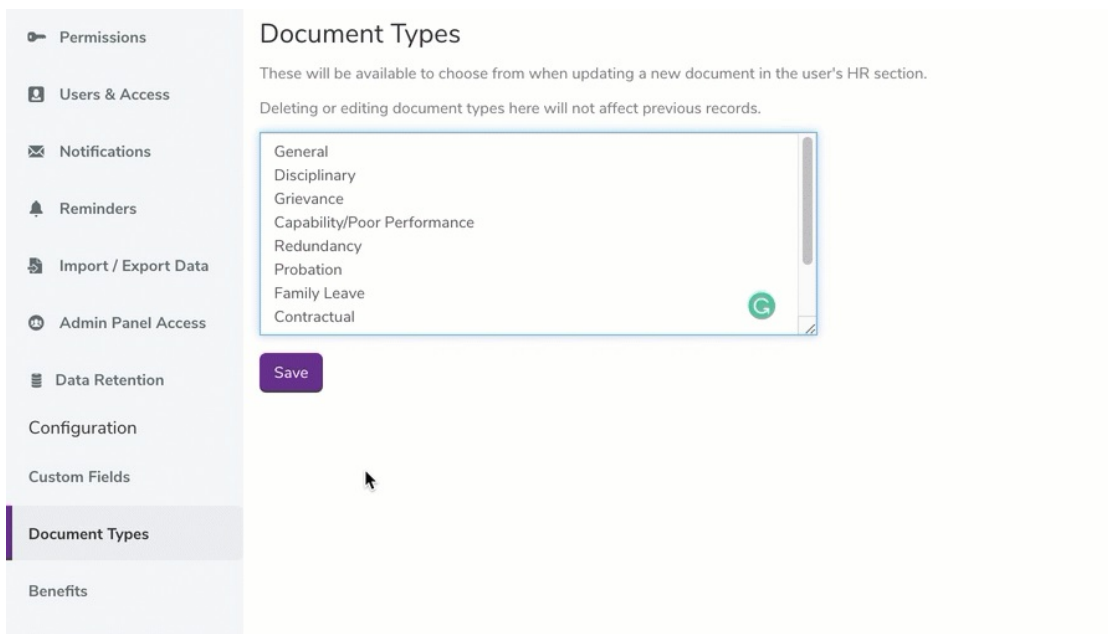 Permissions
Users & Access
Notifications
Reminders
Import / Export Data
Admin Panel Access
Data Retention
Configuration
Custom Fields
Document Types
Benefits
Document Types
These will be available to choose from when updating a new document in the user's HR section.
Deleting or editing document types here will not affect previous records.
General
Disciplinary
Grievance
Capability/Poor Performance
Redundancy
Probation
Family Leave
Contractual
Save